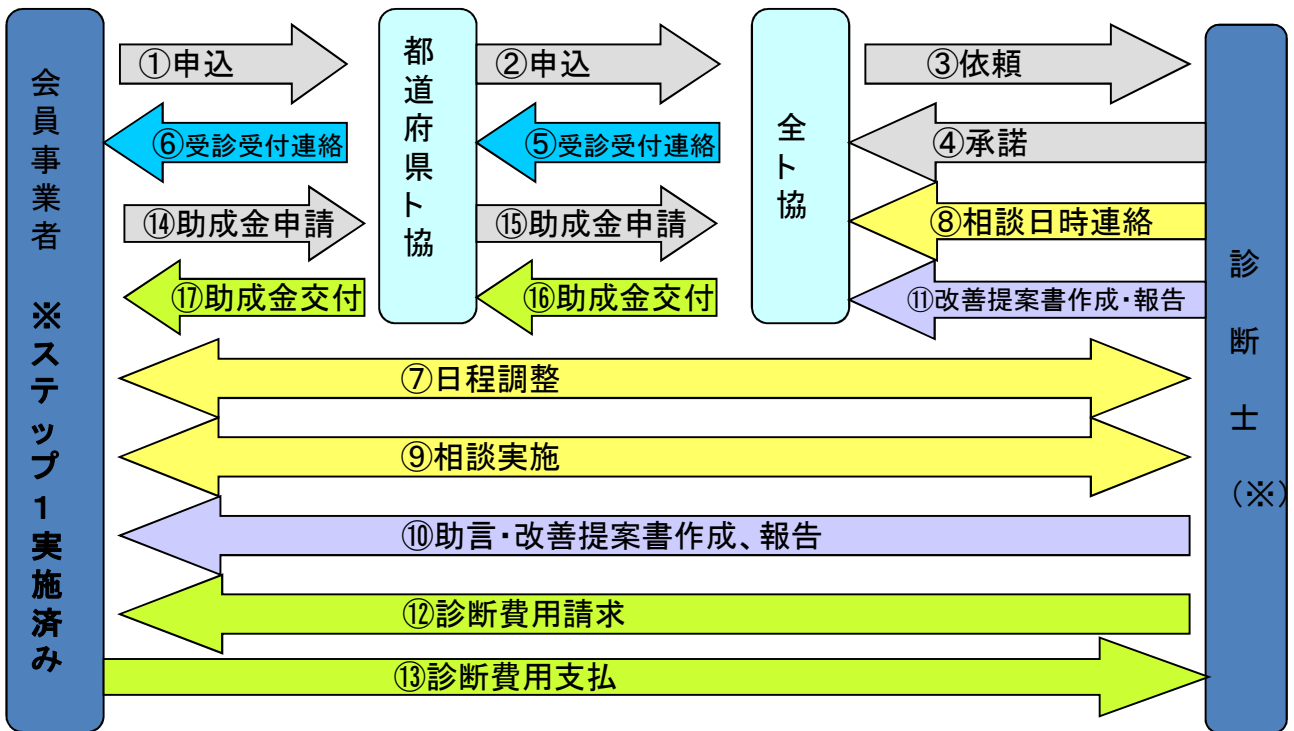 会員事業者 ※ステップ1実施済み
都道府県ト協
全ト協
診断士(※)
①申込
②申込
③依頼
⑥受診受付連絡
⑤受診受付連絡
④承諾
⑧相談日時連絡
⑭助成金申請
⑮助成金申請
⑰助成金交付
⑯助成金交付
⑪改善提案書作成・報告
⑦日程調整
⑨相談実施
⑩助言・改善提案書作成、報告
⑫診断費用請求
⑬診断費用支払